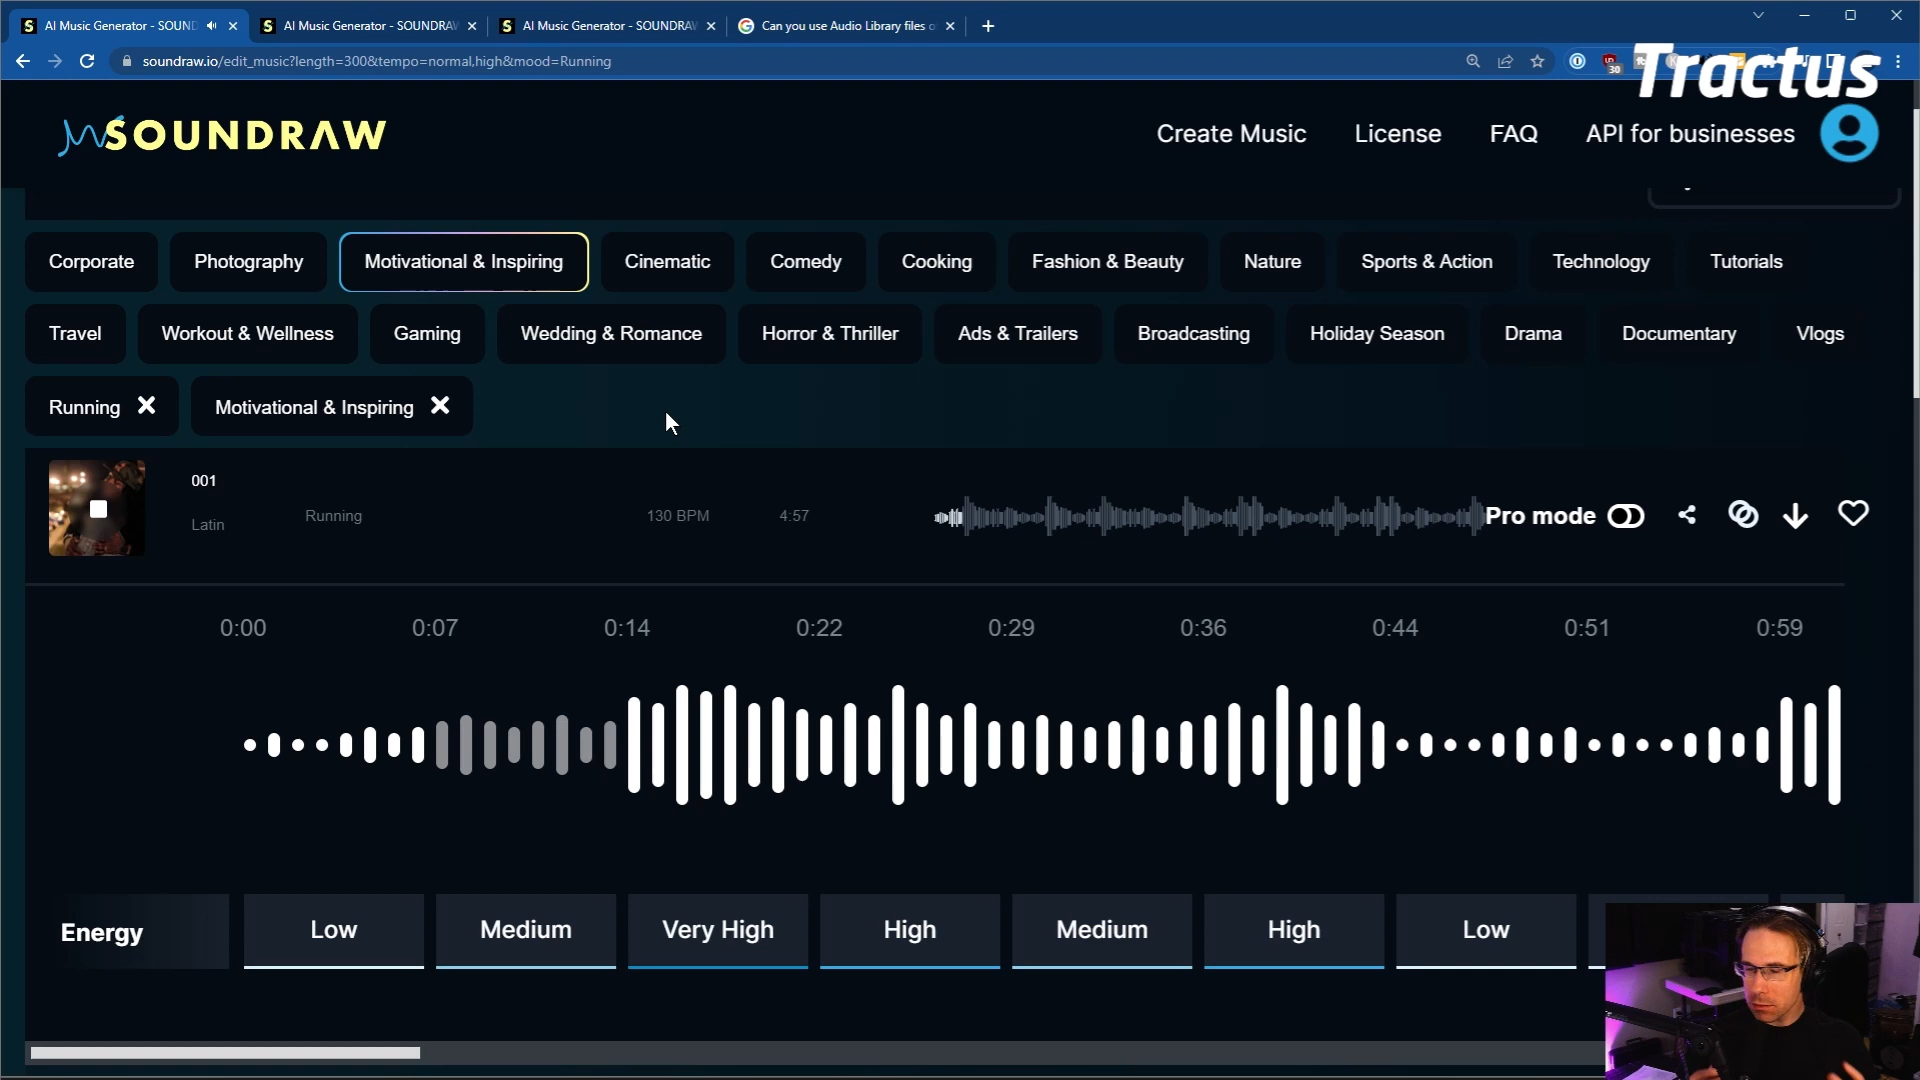 AI Music Generator - SOUND
AI Music Generator - SOUNDRAW
AI Music Generator - SOUNDRAW
Can you use Audio Library files o
soundraw.io/edit_music?length=300&tempo=normal,high&mood=Running
30
Tractus
SOUNDRAW
Create Music
License
FAQ
API for businesses
Corporate
Photography
Motivational & Inspiring
Cinematic
Comedy
Cooking
Fashion & Beauty
Nature
Sports & Action
Technology
Tutorials
Travel
Workout & Wellness
Gaming
Wedding & Romance
Horror & Thriller
Ads & Trailers
Broadcasting
Holiday Season
Drama
Documentary
Vlogs
Running
Motivational & Inspiring
001
Latin
Running
130 BPM
4:57
Pro mode
0:00
0:07
0:14
0:22
0:29
0:36
0:44
0:51
0:59
Energy
Low
Medium
Very High
High
Medium
High
Low